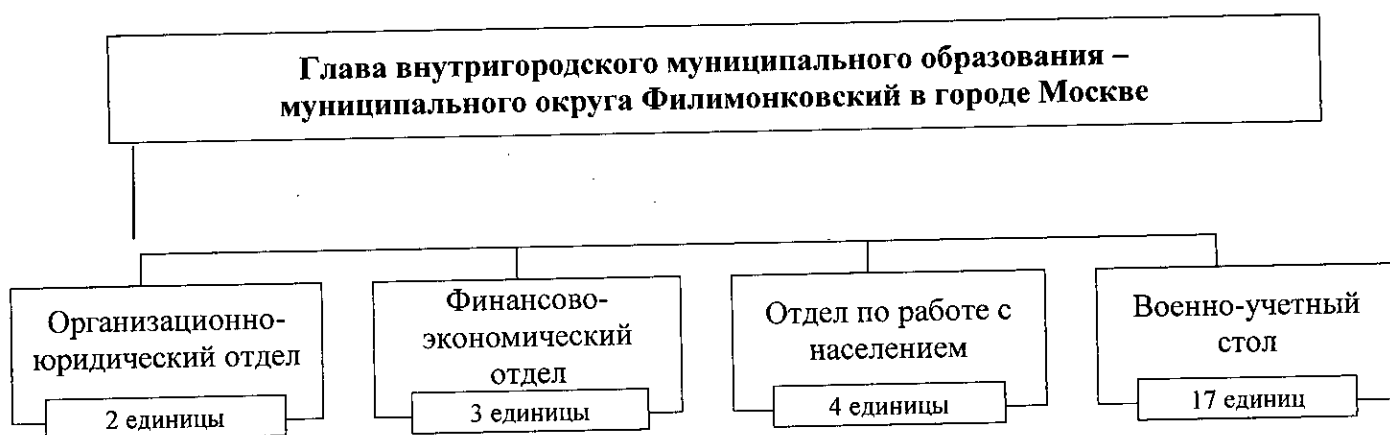 Глава внутригородского муниципального образования –
муниципального округа Филимонковский в городе Москве
Организационно-
юридический отдел
2 единицы
Финансово-
экономический
отдел
3 единицы
Отдел по работе с
населением
4 единицы
Военно-учетный
стол
17 единиц